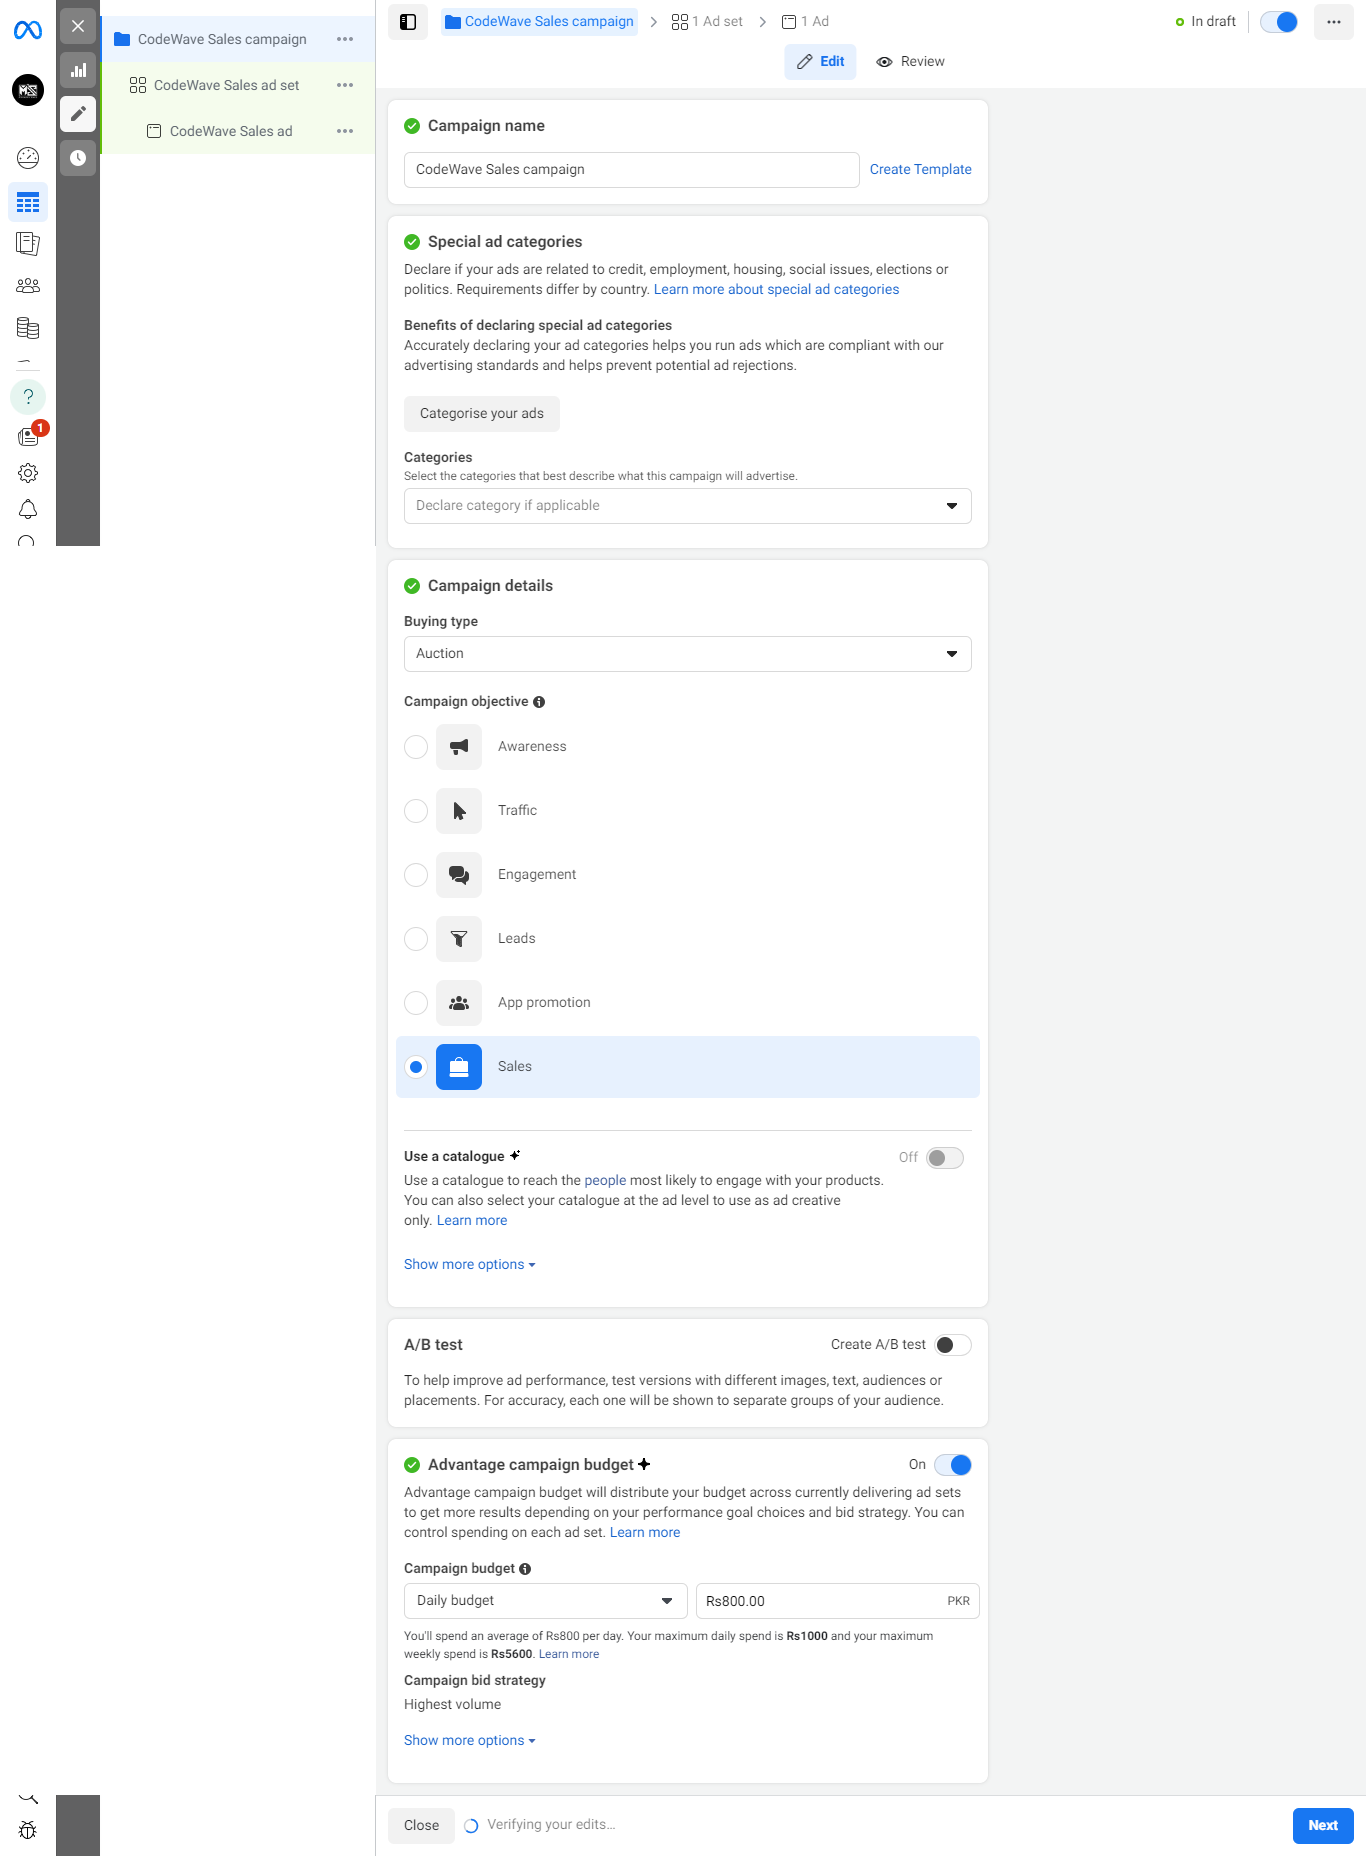 CodeWave Sales campaign
CodeWave Sales ad set
CodeWave Sales ad
1
CodeWave Sales campaign
1 Ad set
1 Ad
In draft
Edit
Review
Campaign name
CodeWave Sales campaign
Create Template
Special ad categories
Declare if your ads are related to credit, employment, housing, social issues, elections or
politics. Requirements differ by country. Learn more about special ad categories
Benefits of declaring special ad categories
Accurately declaring your ad categories helps you run ads which are compliant with our
advertising standards and helps prevent potential ad rejections.
Categorise your ads
Categories
Select the categories that best describe what this campaign will advertise.
Declare category if applicable
Campaign details
Buying type
Auction
Campaign objective
Awareness
Traffic
Engagement
Leads
App promotion
Sales
Use a catalogue
Off
Use a catalogue to reach the people most likely to engage with your products.
You can also select your catalogue at the ad level to use as ad creative
only. Learn more
Show more options
A/B test
Create A/B test
To help improve ad performance, test versions with different images, text, audiences or
placements. For accuracy, each one will be shown to separate groups of your audience.
Advantage campaign budget
On
Advantage campaign budget will distribute your budget across currently delivering ad sets
to get more results depending on your performance goal choices and bid strategy. You can
control spending on each ad set. Learn more
Campaign budget
Daily budget
Rs800.00
PKR
You'll spend an average of Rs800 per day. Your maximum daily spend is Rs1000 and your maximum
weekly spend is Rs5600. Learn more
Campaign bid strategy
Highest volume
Show more options
Close
Verifying your edits...
Next